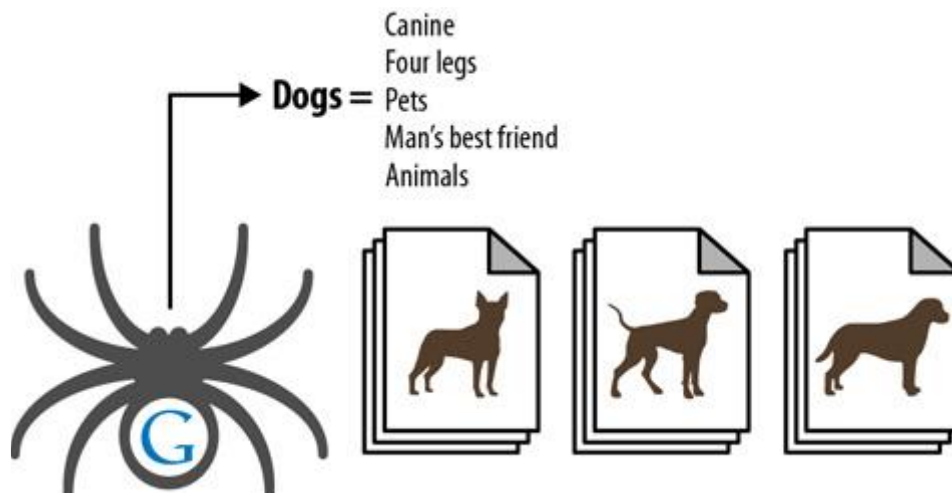 Canine
Four legs
Dogs = Pets
Man's best friend
Animals
G